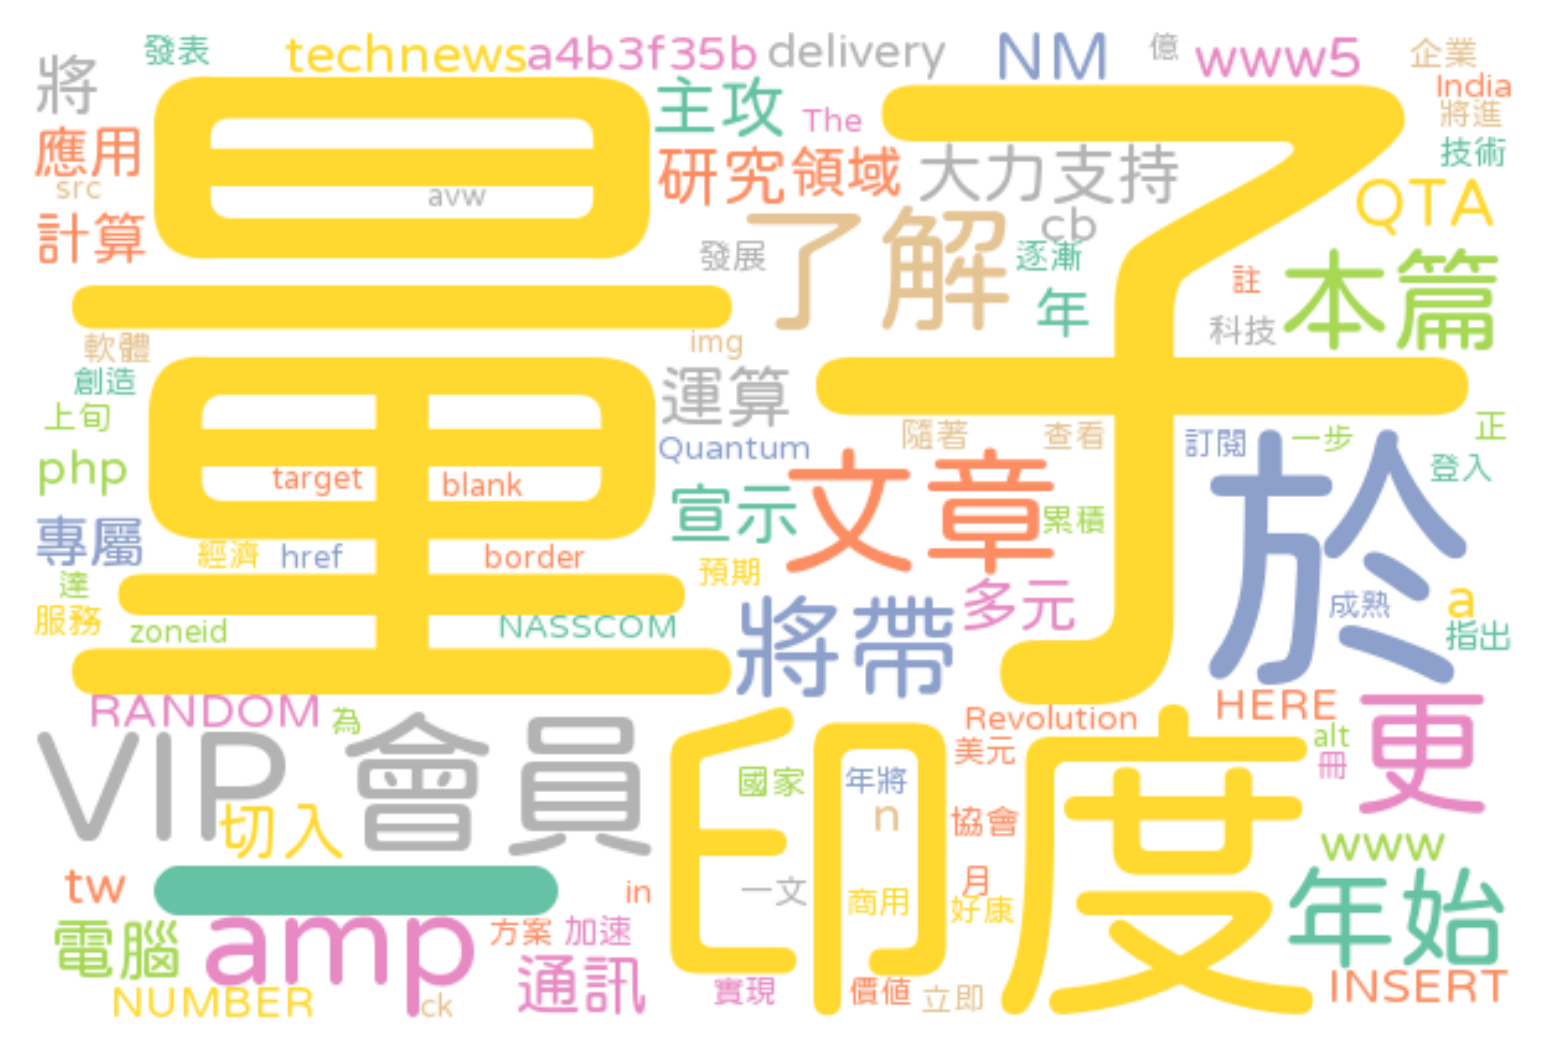 發表 technews a4b3f35b delivery NM 億 www5 企業
將 India
主攻 The 將進
應用 量子 技術
src avw 研究 領域 大力支持 QTA
計算 cb
發展 了解 逐漸 註 本篇
年 科技
軟體 img
創造 運算
上旬 隨著 查看 訂閱 一步 正
php target blank Quantum 登入
專屬 宣示 文章 累積 於
經濟 href border 預期
達 成熟 a
服務 zoneid NASSCOM 將帶 多元 指出
RANDOM 為 Revolution HERE 更
VIP 會員 印度 美元 alt
國家 年將 冊
切入 n 協會 www
tw 一 in 一文 商用 月 年始
好康
電腦 amp 方案 加速
通訊 實現 價值 立即 INSERT
NUMBER ck